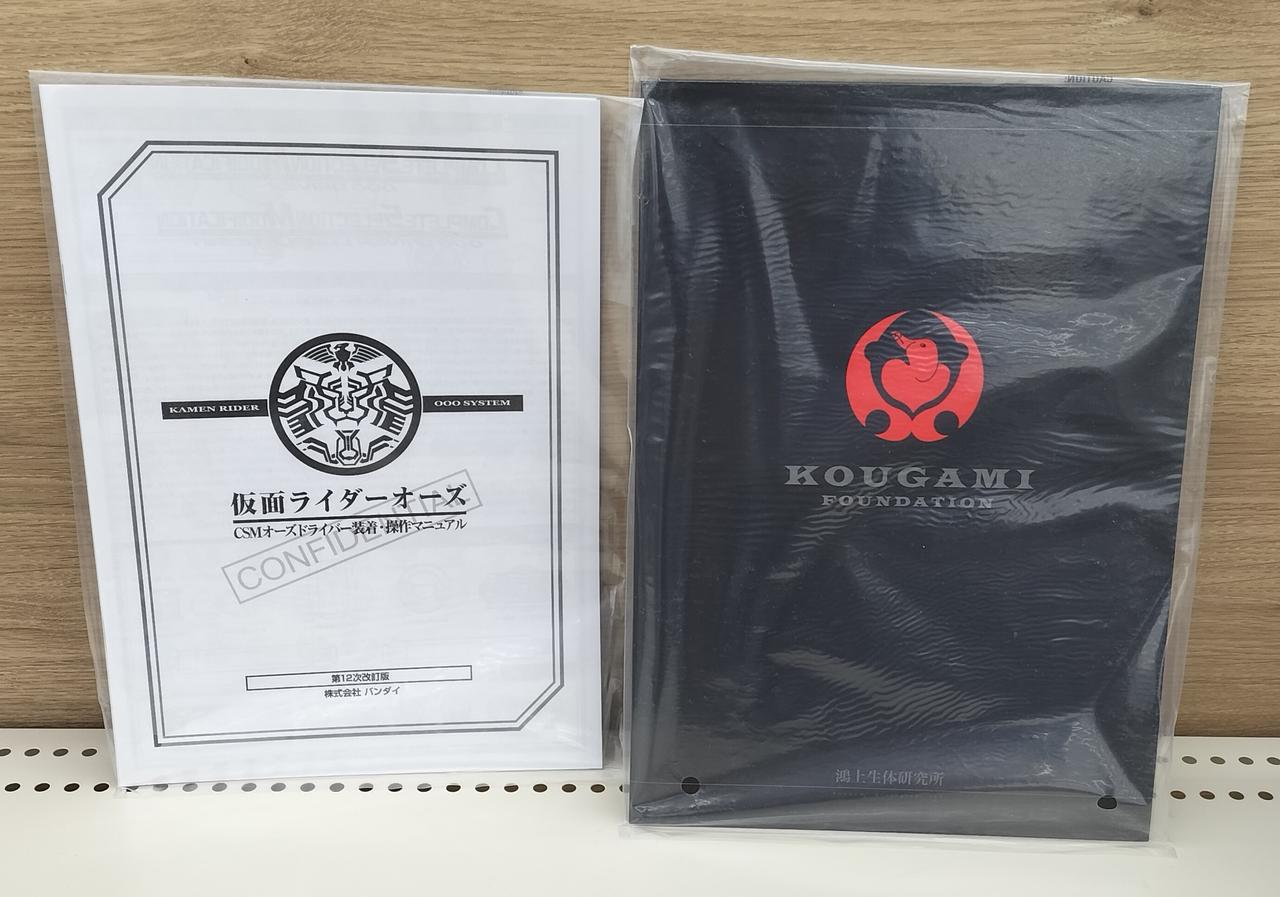 KAMEN RIDER OOO SYSTEM
仮面ライダーオーズ
CSMオーズドライバー装着・操作マニュアル
CONFIDENTIAL
第12次改訂版
株式会社 バンダイ
CAUTION:
KOUGAMI
FOUNDATION
鴻上生体研究所